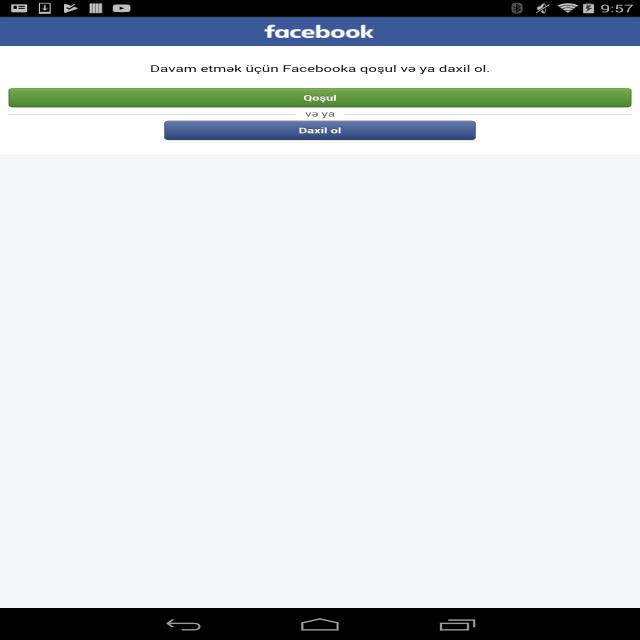 9:57
facebook
Davam etmək üçün Facebooka qoşul və ya daxil ol.
Qoşul
və ya
Daxil ol